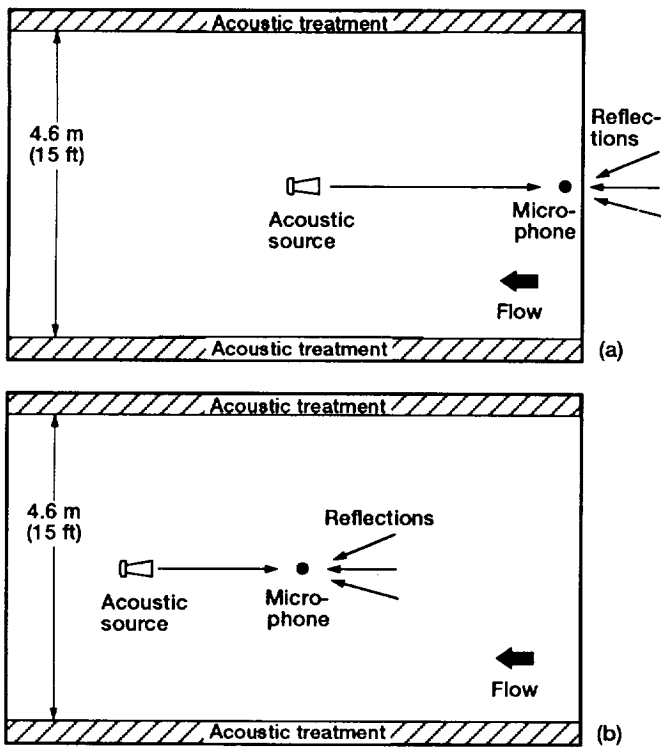 Acoustic treatment
4.6 m
(15 ft)
Reflec-
tions
Acoustic
source
Micro-
phone
Flow
Acoustic treatment
(a)
Acoustic treatment
4.6 m
(15 ft)
Reflections
Acoustic
source
Micro-
phone
Flow
Acoustic treatment
(b)